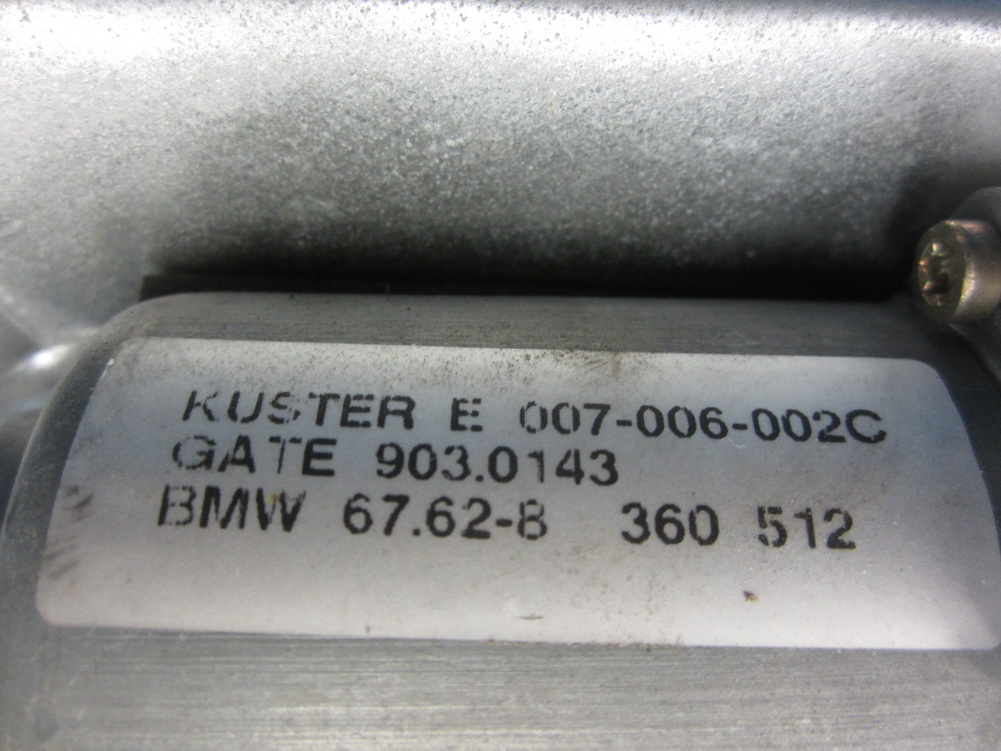 KUSTER E 007-006-002C
GATE 903.0143
BMW 67.62-8 360 512